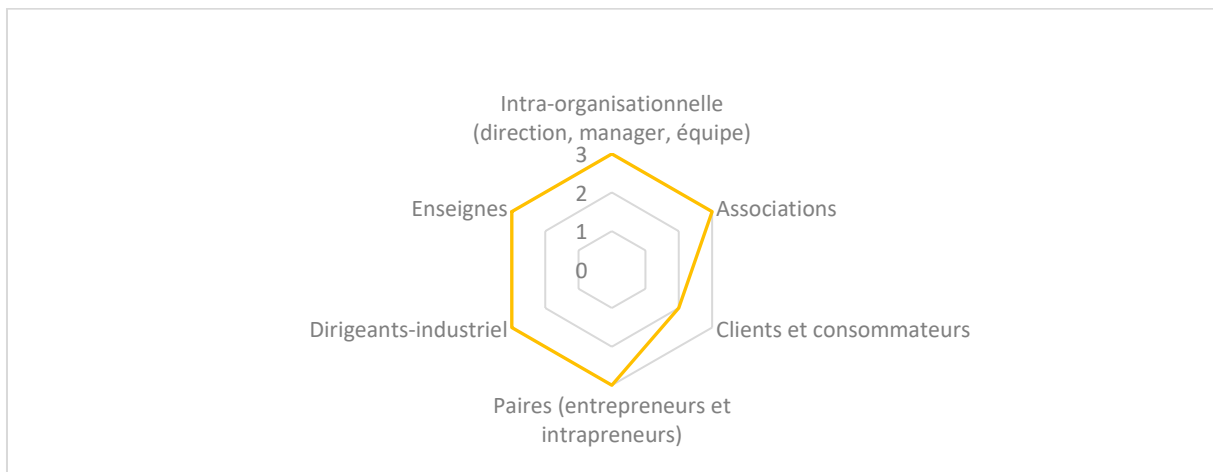 Intra-organisationnelle
(direction, manager, équipe)
3
2
1
0
Enseignes
Associations
Dirigeants-industriel
Clients et consommateurs
Paires (entrepreneurs et
intrapreneurs)